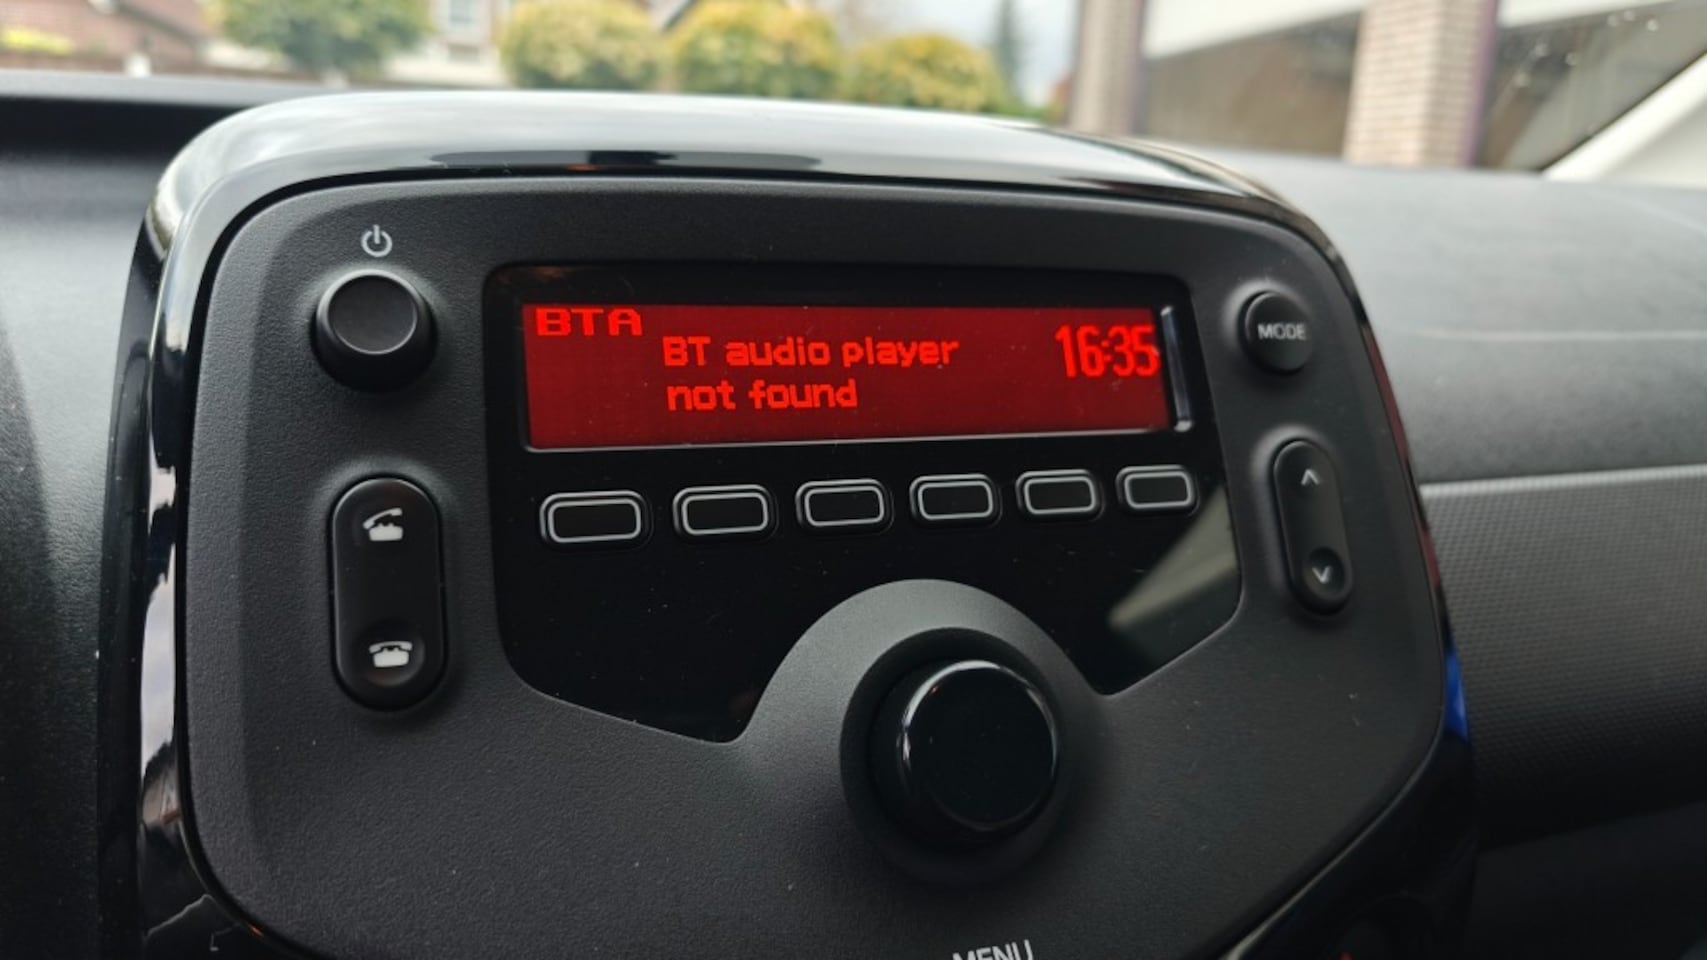 BTA
BT audio player
not found
16:35
MODE
MENU